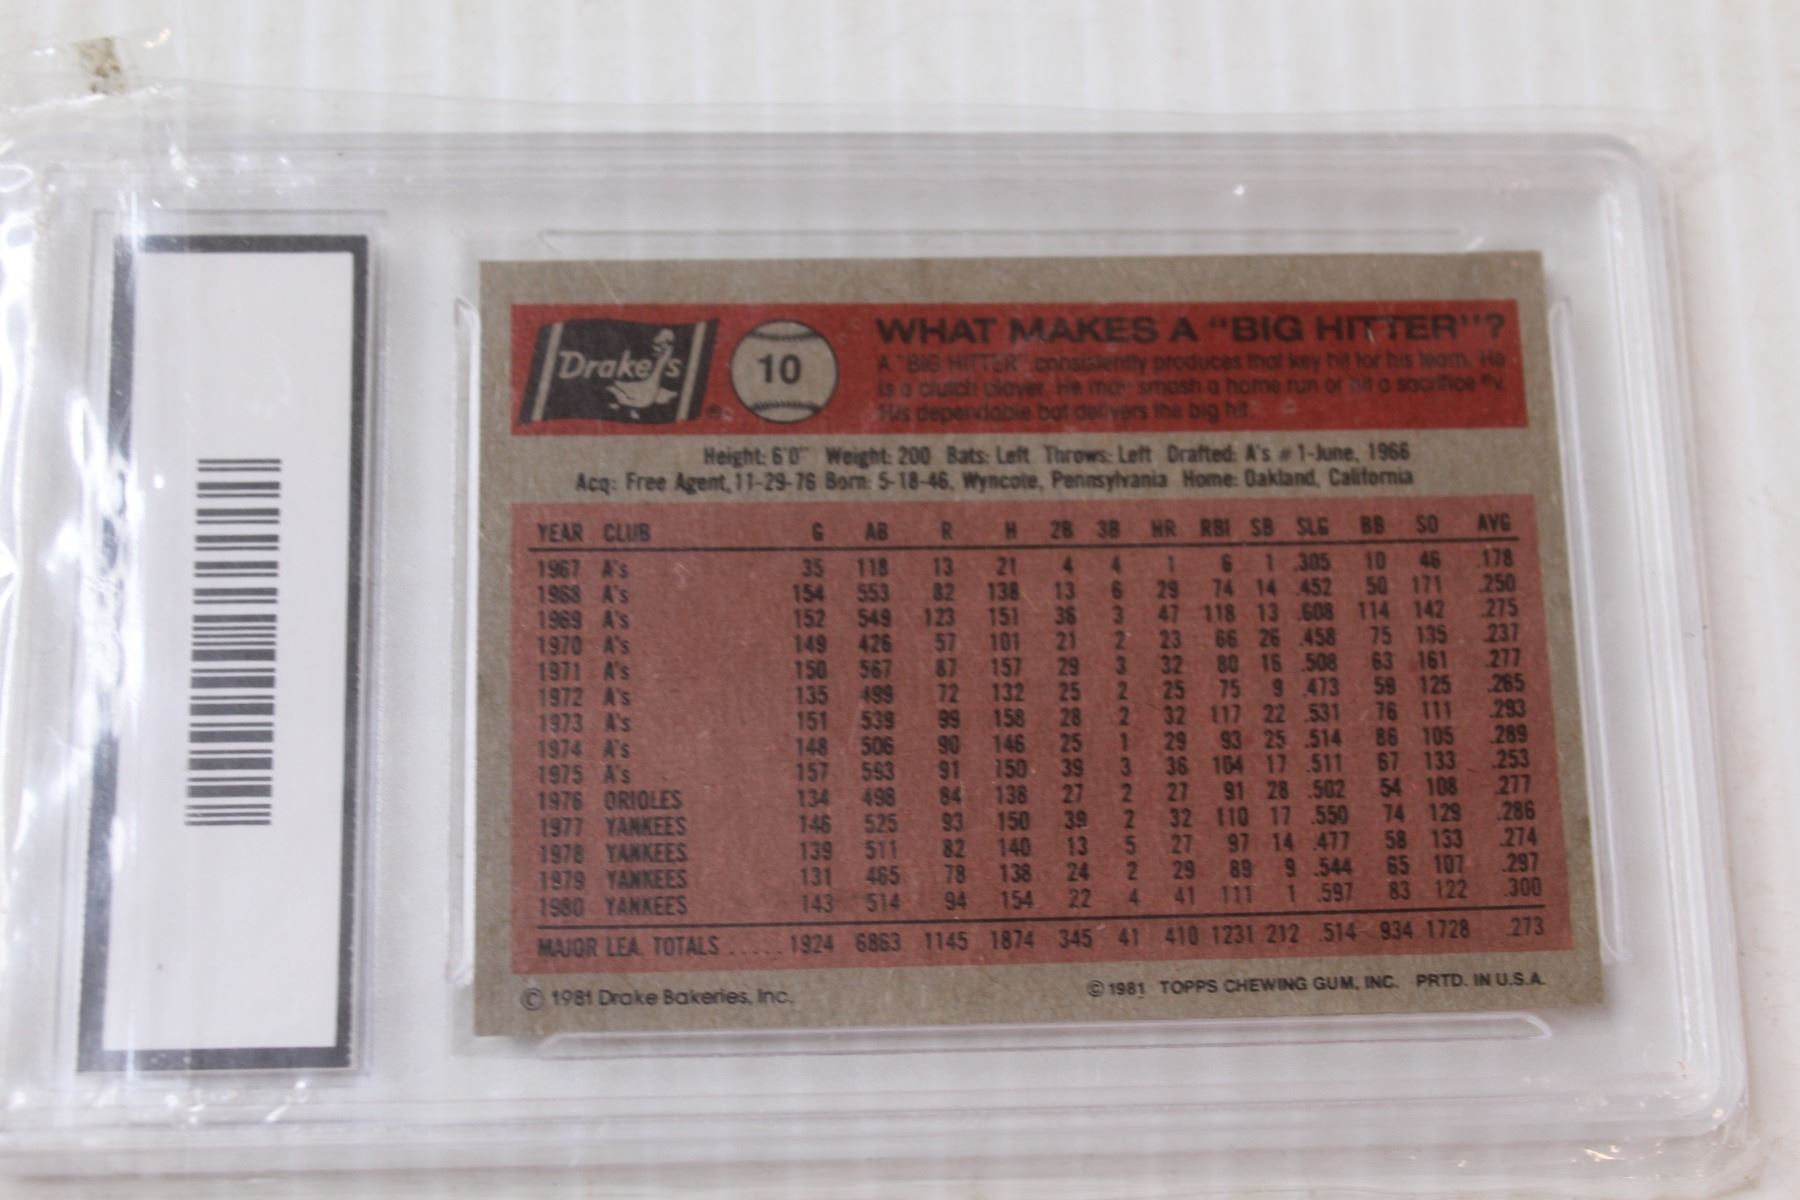 Drake's ®
10
WHAT MAKES A "BIG HITTER"?
A "BIG HITTER" consistently produces that key hit for his team. He
is a clutch player. He may smash a home run or hit a sacrifice fly.
His dependable bat delivers the big hit.
Height: 6'0" Weight: 200 Bats: Left Throws: Left Drafted: A's #1-June, 1966
Acq: Free Agent, 11-29-76 Born: 5-18-46, Wyncote, Pennsylvania Home: Oakland, California
YEAR CLUB G AB R H 2B 3B HR RBI SB SLG BB SO AVG
1967 A's 35 118 13 21 4 4 1 6 1 .305 10 46 .178
1968 A's 154 553 82 138 13 6 29 74 14 .452 50 171 .250
1969 A's 152 549 123 151 36 3 47 118 13 .608 114 142 .275
1970 A's 149 426 57 101 21 2 23 66 26 .458 75 135 .237
1971 A's 150 567 87 157 29 3 32 80 16 .508 63 161 .277
1972 A's 135 499 72 132 25 2 25 75 9 .473 59 125 .265
1973 A's 151 539 99 158 28 2 32 117 22 .531 76 111 .293
1974 A's 148 506 90 146 25 1 29 93 25 .514 86 105 .289
1975 A's 157 593 91 150 39 3 36 104 17 .511 67 133 .253
1976 ORIOLES 134 498 84 138 27 2 27 91 28 .502 54 108 .277
1977 YANKEES 146 525 93 150 39 2 32 110 17 .550 74 129 .286
1978 YANKEES 139 511 82 140 13 5 27 97 14 .477 58 133 .274
1979 YANKEES 131 465 78 138 24 2 29 89 9 .544 65 107 .297
1980 YANKEES 143 514 94 154 22 4 41 111 1 .597 83 122 .300
MAJOR LEA. TOTALS ...... 1924 6863 1145 1874 345 41 410 1231 212 .514 934 1728 .273
© 1981 Drake Bakeries, Inc. © 1981 TOPPS CHEWING GUM, INC. PRTD. IN U.S.A.